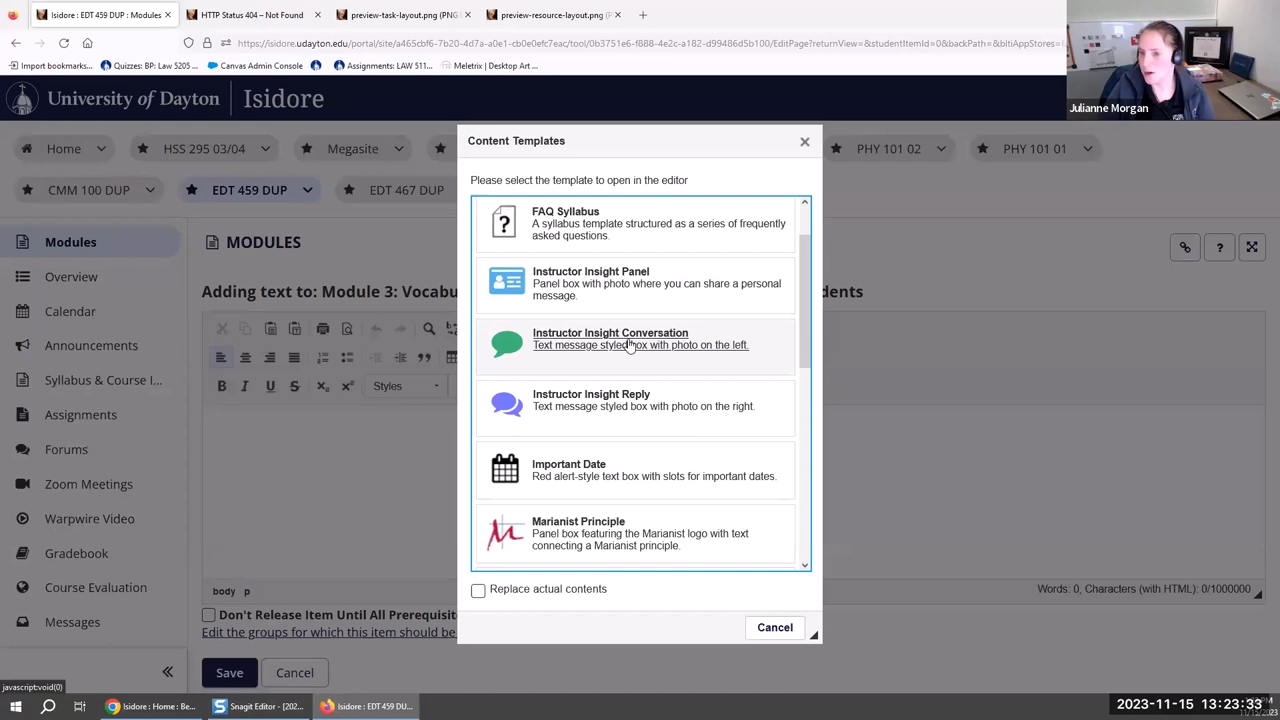 Isidore : EDT 459 DUP : Modules
HTTP Status 404 – Not Found
preview-task-layout.png (PNG
preview-resource-layout.png (PNG
Import bookmarks...
Quizzes: BP: Law 5205 ...
Canvas Admin Console
Assignments: LAW 511...
Meletrix | Desktop Art ...
Julianne Morgan
University of Dayton
Isidore
Home
HSS 295 03/04
Megasite
PHY 101 02
PHY 101 01
CMM 100 DUP
EDT 459 DUP
EDT 467 DUP
Modules
Overview
Calendar
Announcements
Syllabus & Course I...
Assignments
Forums
Zoom Meetings
Warpwire Video
Gradebook
Course Evaluation
Messages
MODULES
?
Adding text to: Module 3: Vocabu
dents
B I U S X₂ X²
Styles
Content Templates
Please select the template to open in the editor
FAQ Syllabus
A syllabus template structured as a series of frequently
asked questions.
Instructor Insight Panel
Panel box with photo where you can share a personal
message.
Instructor Insight Conversation
Text message styled box with photo on the left.
Instructor Insight Reply
Text message styled box with photo on the right.
Important Date
Red alert-style text box with slots for important dates.
Marianist Principle
Panel box featuring the Marianist logo with text
connecting a Marianist principle.
Replace actual contents
Cancel
body p
Words: 0, Characters (with HTML): 0/1000000
Don't Release Item Until All Prerequisit
Edit the groups for which this item should be
Save
Cancel
javascript:void(0)
Isidore : Home : Be...
Snagit Editor - [202...
Isidore : EDT 459 DU...
2023-11-15 13:23:33